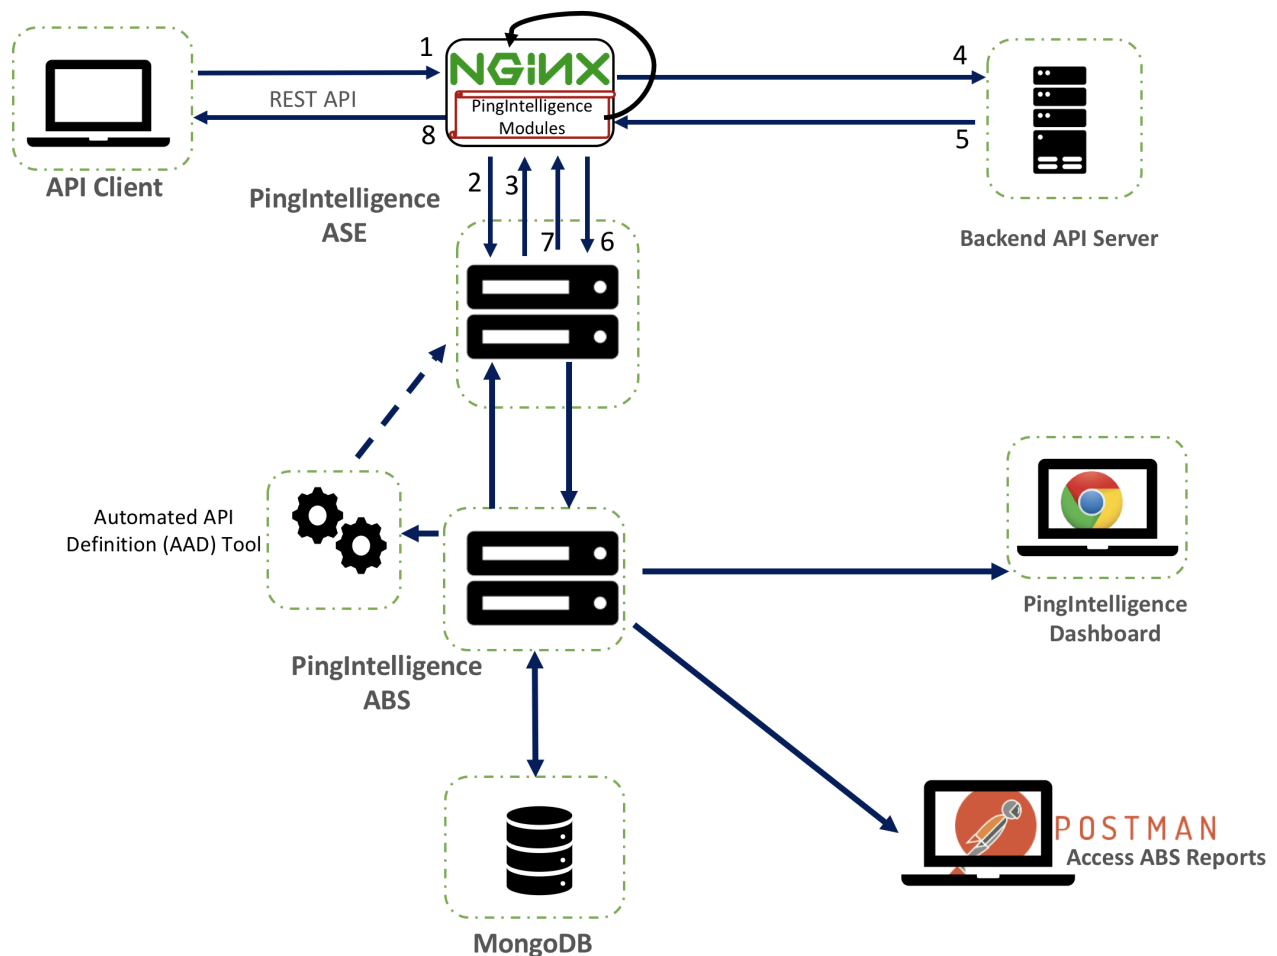 1
NGINX
4
REST API
PingIntelligence
Modules
8
5
API Client
PingIntelligence
ASE
2
3
7
6
Backend API Server
Automated API
Definition (AAD) Tool
PingIntelligence
Dashboard
PingIntelligence
ABS
POSTMAN
Access ABS Reports
MongoDB